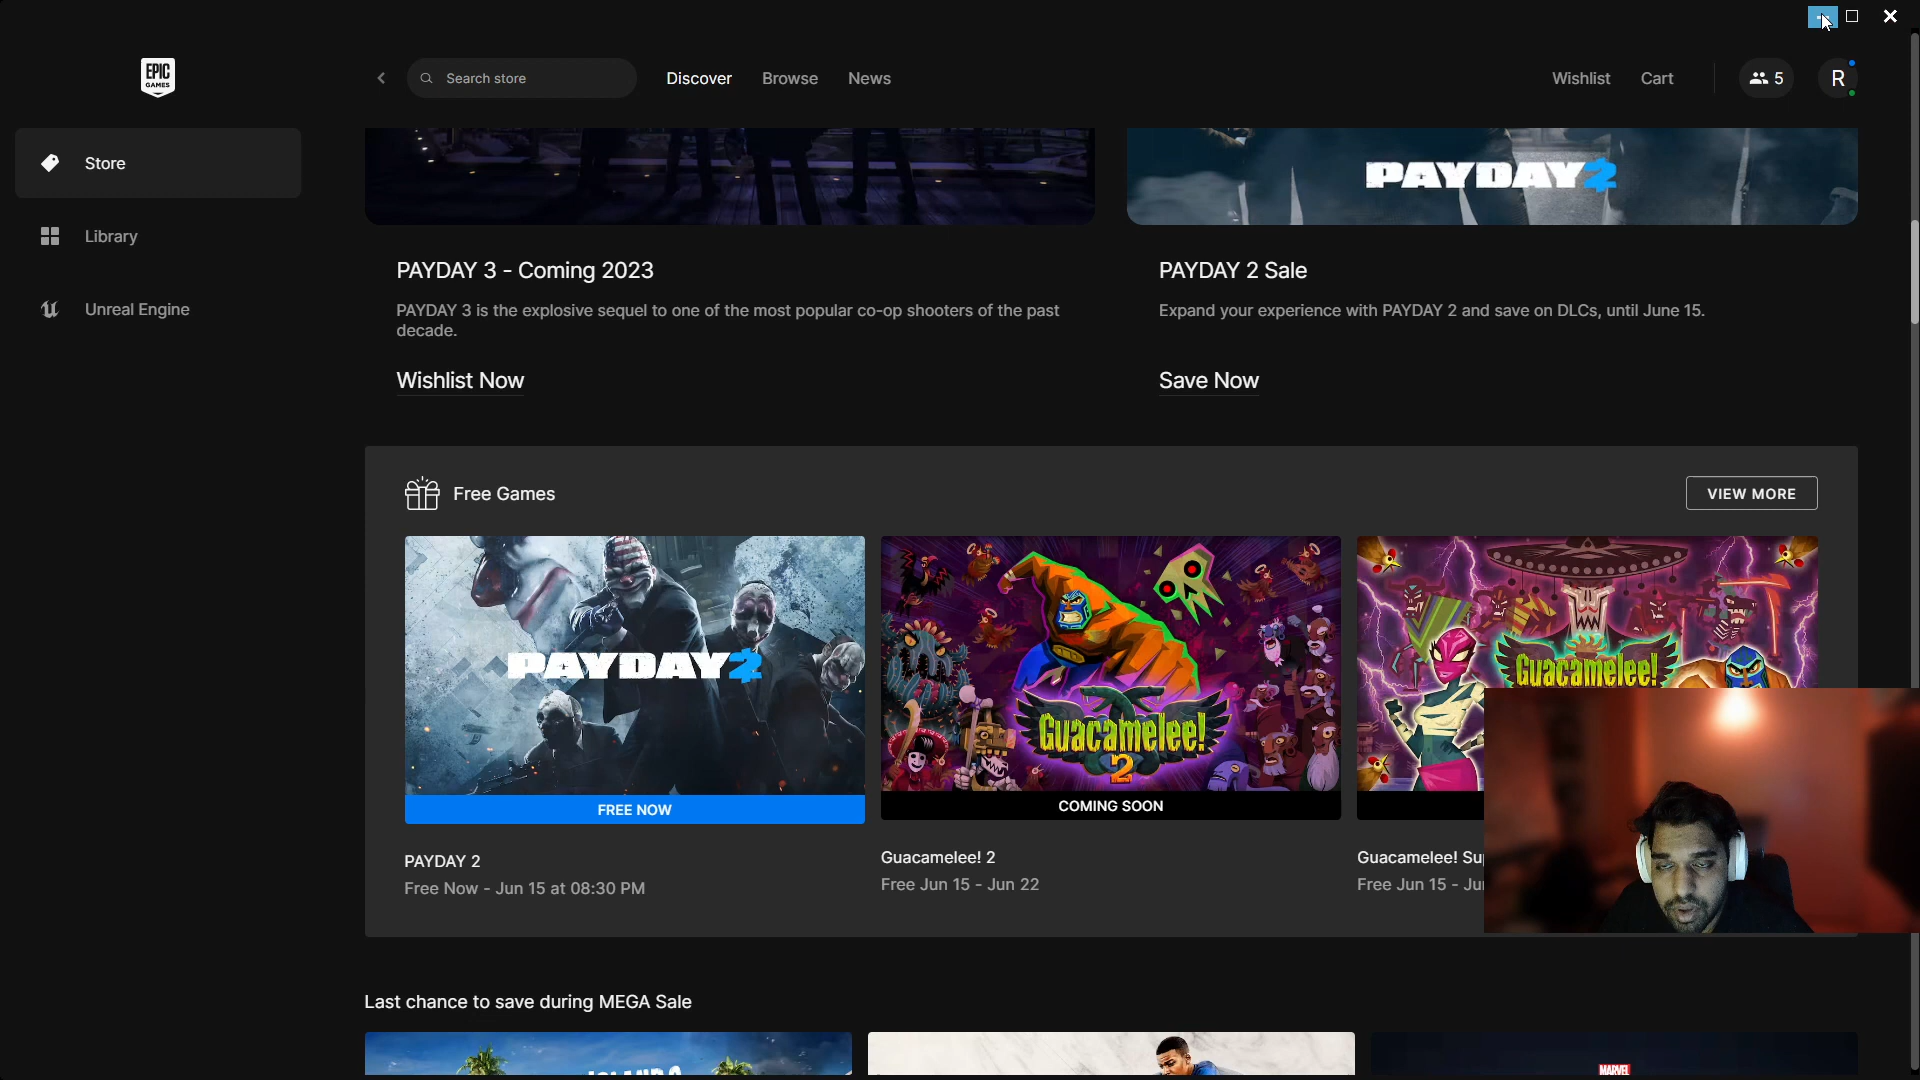 EPIC
GAMES
Search store
Discover
Browse
News
Wishlist
Cart
5
R
Store
Library
Unreal Engine
PAYDAY 2
PAYDAY 3 - Coming 2023
PAYDAY 3 is the explosive sequel to one of the most popular co-op shooters of the past
decade.
Wishlist Now
PAYDAY 2 Sale
Expand your experience with PAYDAY 2 and save on DLCs, until June 15.
Save Now
Free Games
VIEW MORE
PAYDAY 2
FREE NOW
PAYDAY 2
Free Now - Jun 15 at 08:30 PM
Guacamelee!
2
COMING SOON
Guacamelee! 2
Free Jun 15 - Jun 22
Guacamelee!
Guacamelee!
Free Jun 15 -
Last chance to save during MEGA Sale
MARVEL